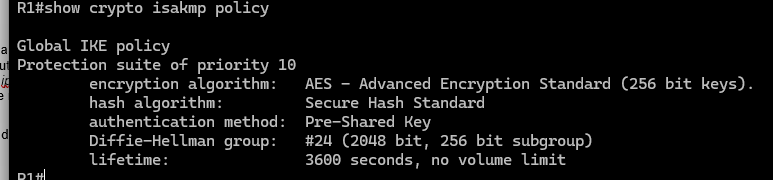 R1#show crypto isakmp policy
Global IKE policy
Protection suite of priority 10
encryption algorithm:   AES - Advanced Encryption Standard (256 bit keys).
hash algorithm:         Secure Hash Standard
authentication method:  Pre-Shared Key
Diffie-Hellman group:   #24 (2048 bit, 256 bit subgroup)
lifetime:               3600 seconds, no volume limit
R1#